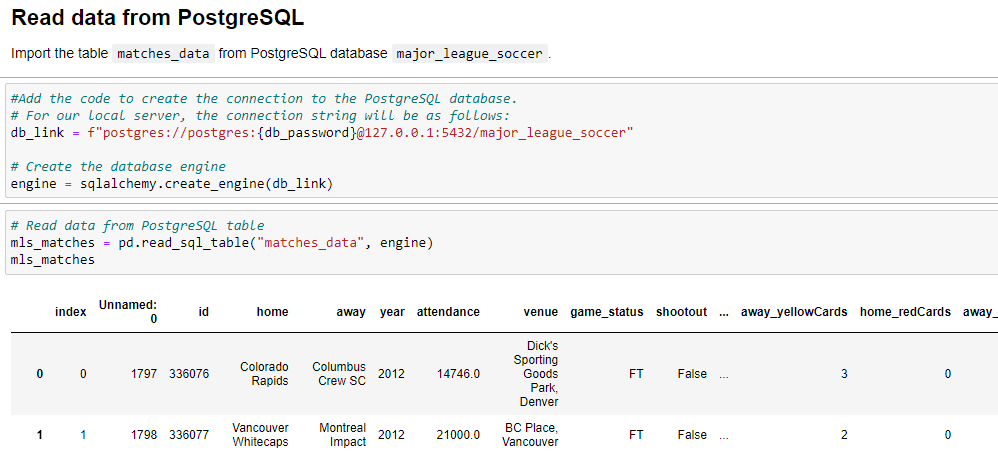 Read data from PostgreSQL
Import the table matches_data from PostgreSQL database major_league_soccer.
#Add the code to create the connection to the PostgreSQL database.
# For our local server, the connection string will be as follows:
db_link = f"postgres://postgres:{db_password}@127.0.0.1:5432/major_league_soccer"
# Create the database engine
engine = sqlalchemy.create_engine(db_link)
# Read data from PostgreSQL table
mls_matches = pd.read_sql_table("matches_data", engine)
mls_matches
index Unnamed: 0 id home away year attendance venue game_status shootout ... away_yellowCards home_redCards away_
0 0 1797 336076 Colorado Rapids Columbus Crew SC 2012 14746.0 Dick's Sporting Goods Park, Denver FT False ... 3 0
1 1 1798 336077 Vancouver Whitecaps Montreal Impact 2012 21000.0 BC Place, Vancouver FT False ... 2 0